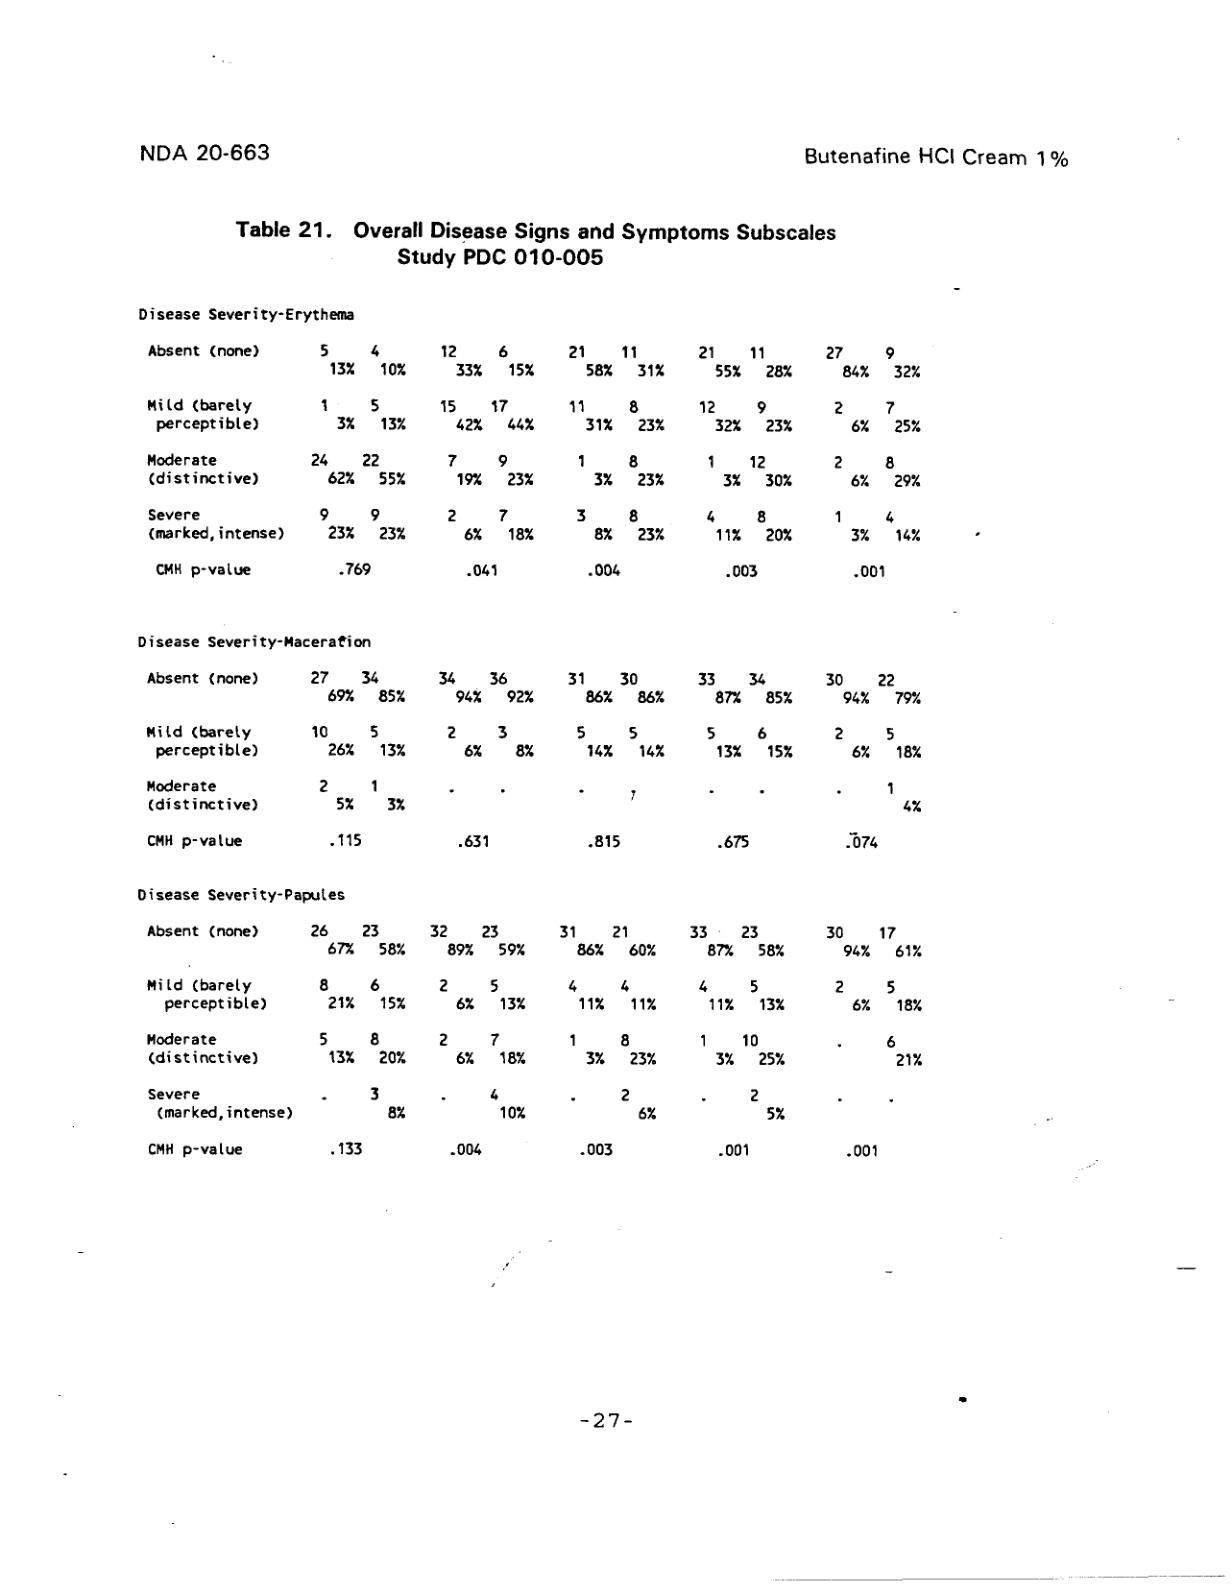 NDA 20-663 Butenafine HCl Cream 1%
Table 21. Overall Disease Signs and Symptoms Subscales
Study PDC 010-005
Disease Severity-Erythema
Absent (none) 5 4 12 6 21 11 21 11 27 9
13% 10% 33% 15% 58% 31% 55% 28% 84% 32%
Mild (barely 1 5 15 17 11 8 12 9 2 7
perceptible) 3% 13% 42% 44% 31% 23% 32% 23% 6% 25%
Moderate 24 22 7 9 1 8 1 12 2 8
(distinctive) 62% 55% 19% 23% 3% 23% 3% 30% 6% 29%
Severe 9 9 2 7 3 8 4 8 1 4
(marked,intense) 23% 23% 6% 18% 8% 23% 11% 20% 3% 14%
CMH p-value .769 .041 .004 .003 .001
Disease Severity-Maceration
Absent (none) 27 34 34 36 31 30 33 34 30 22
69% 85% 94% 92% 86% 86% 87% 85% 94% 79%
Mild (barely 10 5 2 3 5 5 5 6 2 5
perceptible) 26% 13% 6% 8% 14% 14% 13% 15% 6% 18%
Moderate 2 1 . . . . . . . 1
(distinctive) 5% 3% 4%
CMH p-value .115 .631 .815 .675 .074
Disease Severity-Papules
Absent (none) 26 23 32 23 31 21 33 23 30 17
67% 58% 89% 59% 86% 60% 87% 58% 94% 61%
Mild (barely 8 6 2 5 4 4 4 5 2 5
perceptible) 21% 15% 6% 13% 11% 11% 11% 13% 6% 18%
Moderate 5 8 2 7 1 8 1 10 . 6
(distinctive) 13% 20% 6% 18% 3% 23% 3% 25% 21%
Severe . 3 . 4 . 2 . 2 . .
(marked,intense) 8% 10% 6% 5%
CMH p-value .133 .004 .003 .001 .001
-27-